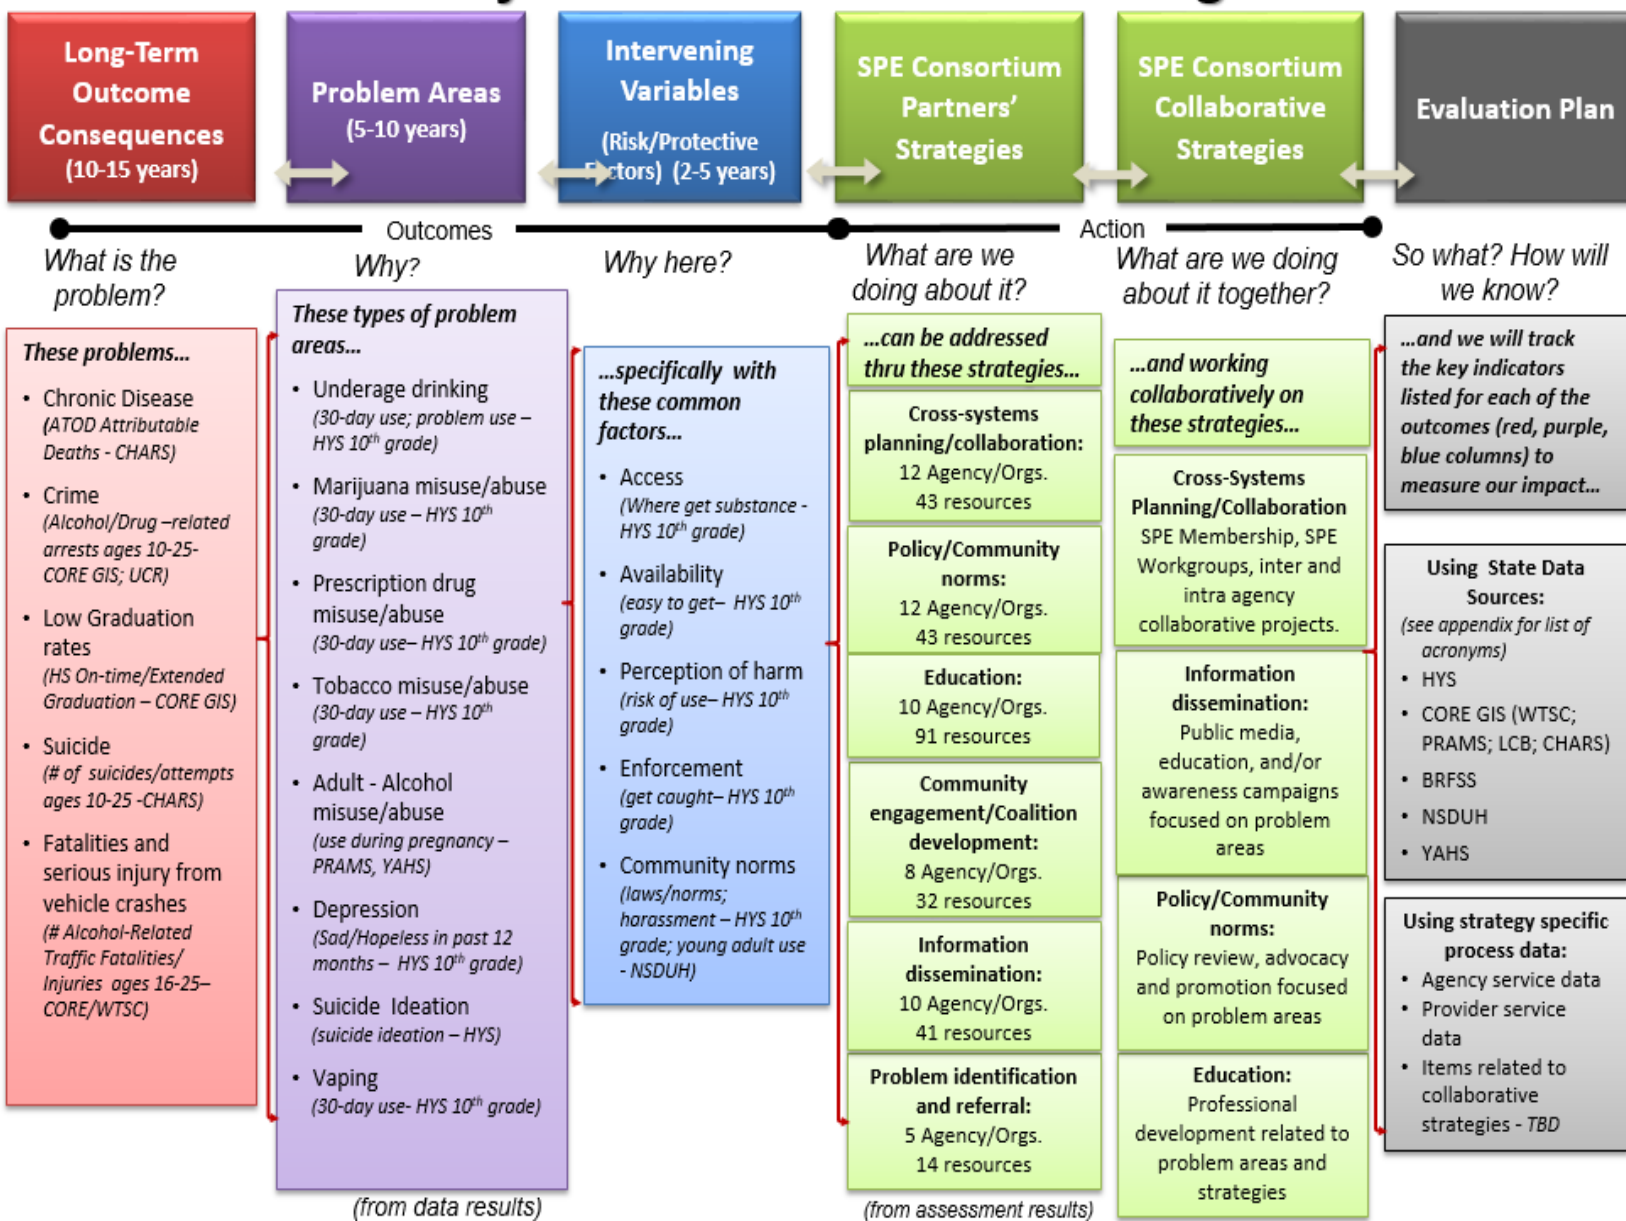 Long-Term
Outcome
Consequences
(10-15 years)
Problem Areas
(5-10 years)
Intervening
Variables
(Risk/Protective
Factors) (2-5 years)
SPE Consortium
Partners’
Strategies
SPE Consortium
Collaborative
Strategies
Evaluation Plan
Outcomes
Action
What is the
problem?
Why?
Why here?
What are we
doing about it?
What are we doing
about it together?
So what? How will
we know?
These problems...
• Chronic Disease
(ATOD Attributable
Deaths - CHARS)
• Crime
(Alcohol/Drug –related
arrests ages 10-25-
CORE GIS; UCR)
• Low Graduation
rates
(HS On-time/Extended
Graduation – CORE GIS)
• Suicide
(# of suicides/attempts
ages 10-25 -CHARS)
• Fatalities and
serious injury from
vehicle crashes
(# Alcohol-Related
Traffic Fatalities/
Injuries ages 16-25–
CORE/WTSC)
These types of problem
areas...
• Underage drinking
(30-day use; problem use –
HYS 10th grade)
• Marijuana misuse/abuse
(30-day use – HYS 10th
grade)
• Prescription drug
misuse/abuse
(30-day use– HYS 10th grade)
• Tobacco misuse/abuse
(30-day use – HYS 10th
grade)
• Adult - Alcohol
misuse/abuse
(use during pregnancy –
PRAMS, YAHS)
• Depression
(Sad/Hopeless in past 12
months – HYS 10th grade)
• Suicide Ideation
(suicide ideation – HYS)
• Vaping
(30-day use- HYS 10th grade)
(from data results)
...specifically with
these common
factors...
• Access
(Where get substance -
HYS 10th grade)
• Availability
(easy to get– HYS 10th
grade)
• Perception of harm
(risk of use– HYS 10th
grade)
• Enforcement
(get caught– HYS 10th
grade)
• Community norms
(laws/norms;
harassment – HYS 10th
grade; young adult use
- NSDUH)
...can be addressed
thru these strategies...
Cross-systems
planning/collaboration:
12 Agency/Orgs.
43 resources
Policy/Community
norms:
12 Agency/Orgs.
43 resources
Education:
10 Agency/Orgs.
91 resources
Community
engagement/Coalition
development:
8 Agency/Orgs.
32 resources
Information
dissemination:
10 Agency/Orgs.
41 resources
Problem identification
and referral:
5 Agency/Orgs.
14 resources
(from assessment results)
...and working
collaboratively on
these strategies...
Cross-Systems
Planning/Collaboration
SPE Membership, SPE
Workgroups, inter and
intra agency
collaborative projects.
Information
dissemination:
Public media,
education, and/or
awareness campaigns
focused on problem
areas
Policy/Community
norms:
Policy review, advocacy
and promotion focused
on problem areas
Education:
Professional
development related to
problem areas and
strategies
...and we will track
the key indicators
listed for each of the
outcomes (red, purple,
blue columns) to
measure our impact...
Using State Data
Sources:
(see appendix for list of
acronyms)
• HYS
• CORE GIS (WTSC;
PRAMS; LCB; CHARS)
• BRFSS
• NSDUH
• YAHS
Using strategy specific
process data:
• Agency service data
• Provider service
data
• Items related to
collaborative
strategies - TBD